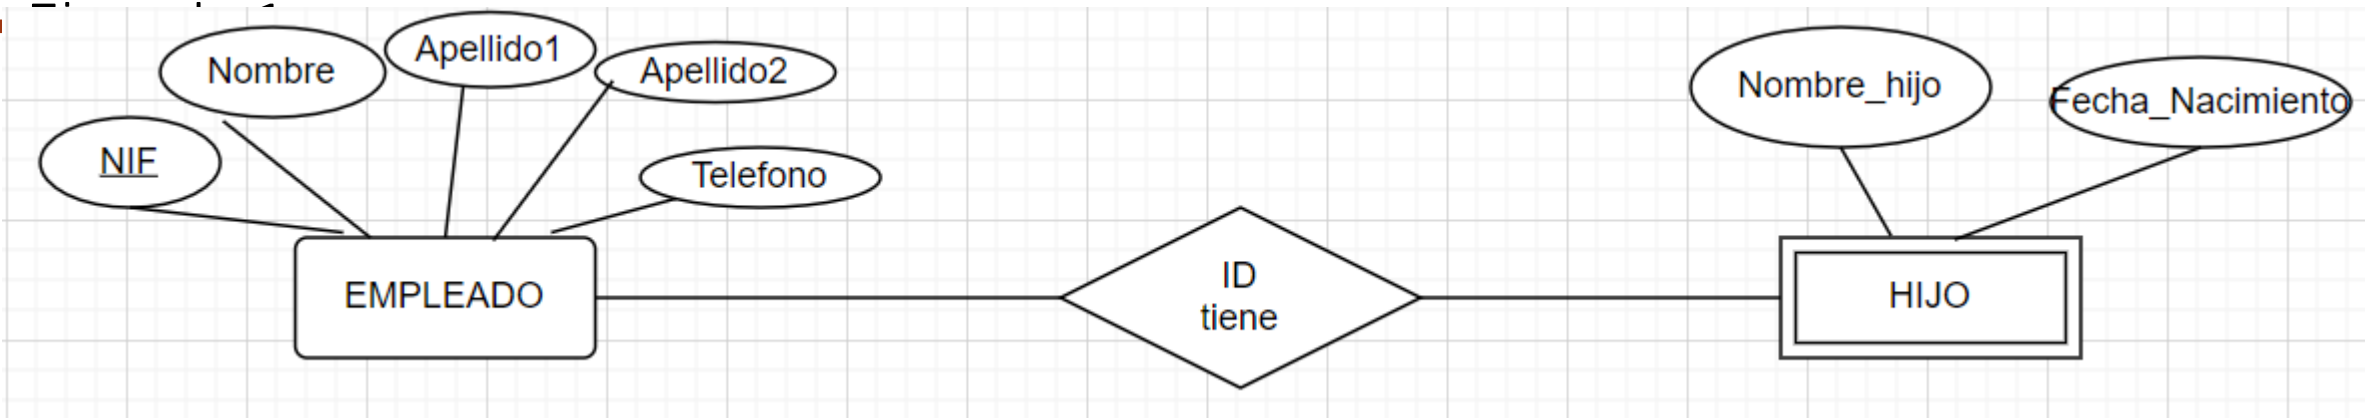 Nombre
Apellido1
Apellido2
NIF
Telefono
EMPLEADO
ID
tiene
Nombre_hijo
Fecha_Nacimiento
HIJO